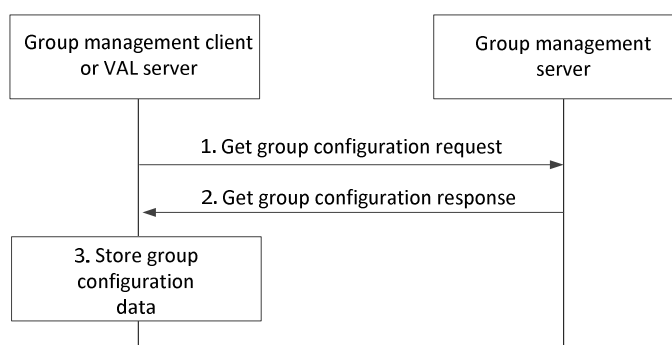 Group management client
or VAL server
Group management
server
1. Get group configuration request
2. Get group configuration response
3. Store group
configuration
data